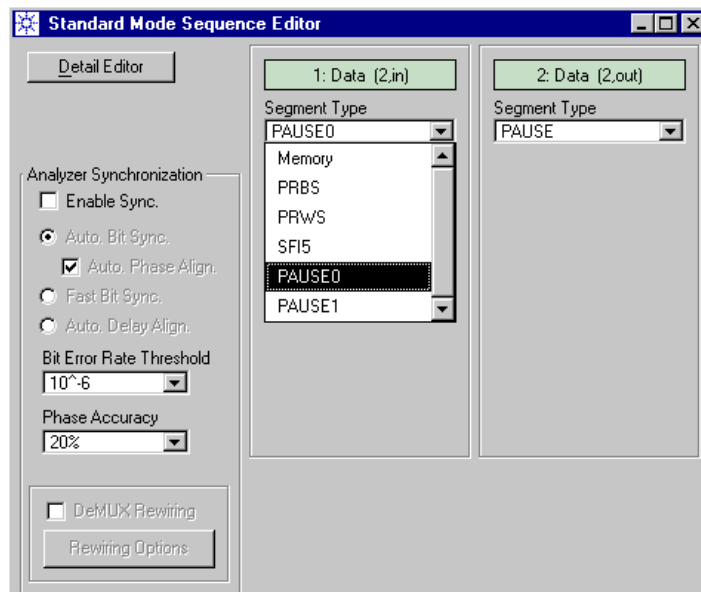 Standard Mode Sequence Editor
Detail Editor
1: Data (2,in)
Segment Type
PAUSE0
Memory
PRBS
PRWS
SFI5
PAUSE0
PAUSE1
2: Data (2,out)
Segment Type
PAUSE
Analyzer Synchronization
Enable Sync.
Auto. Bit Sync.
Auto. Phase Align.
Fast Bit Sync.
Auto. Delay Align.
Bit Error Rate Threshold
10^-6
Phase Accuracy
20%
DeMUX Rewiring
Rewiring Options